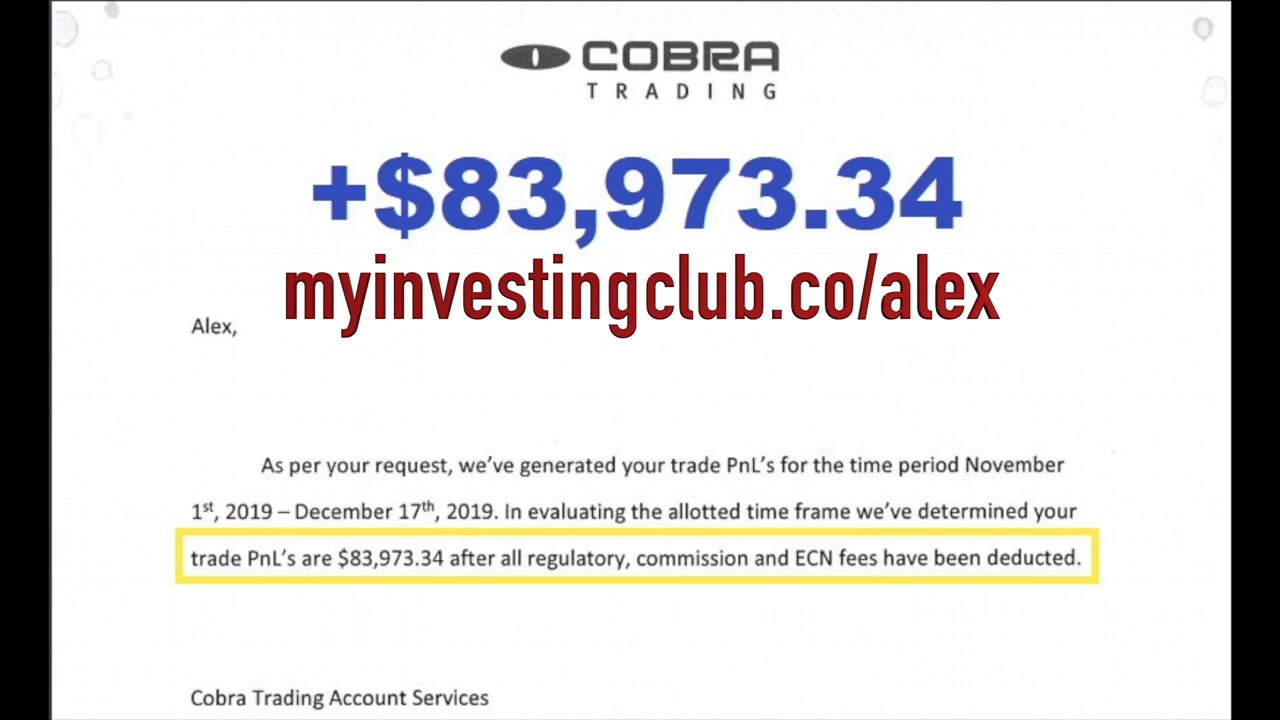 COBRA
TRADING
+$83,973.34
myinvestingclub.co/alex
Alex,
As per your request, we've generated your trade PnL's for the time period November
1st, 2019 – December 17th, 2019. In evaluating the allotted time frame we've determined your
trade PnL's are $83,973.34 after all regulatory, commission and ECN fees have been deducted.
Cobra Trading Account Services